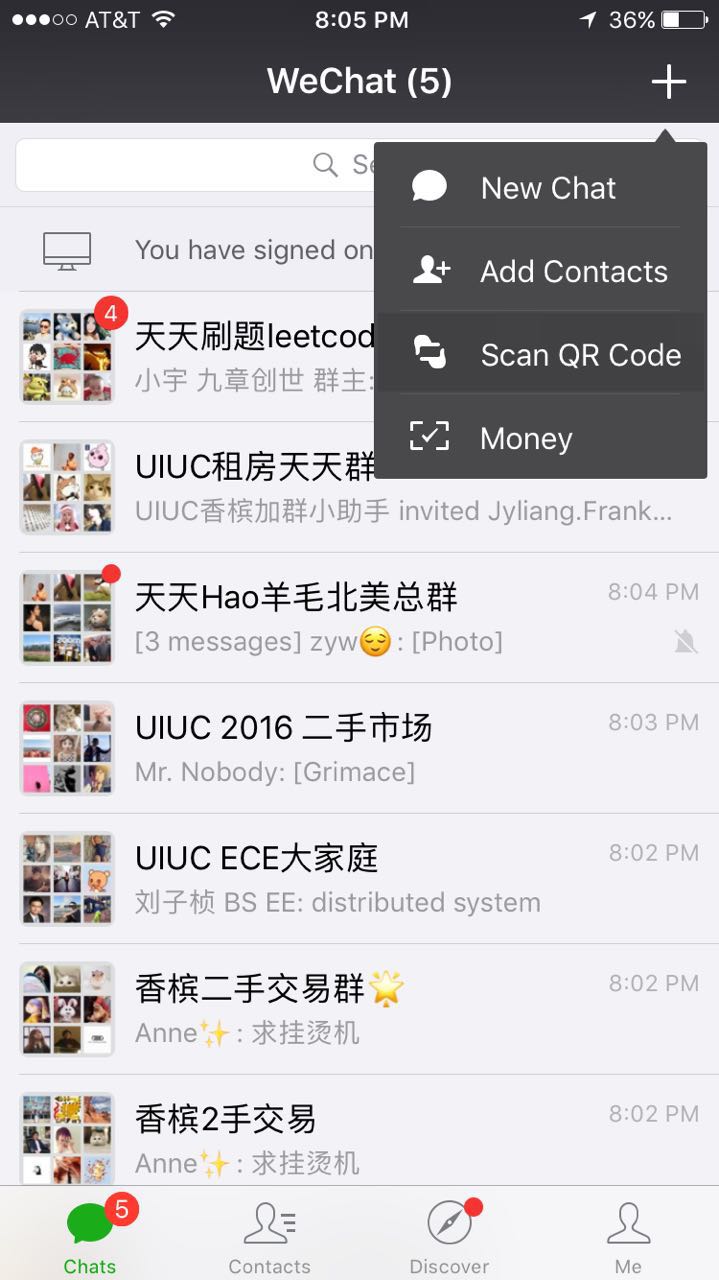 AT&T 8:05 PM 36%
WeChat (5)
New Chat
Add Contacts
Scan QR Code
Money
You have signed on
4
天天刷题leetcod
小宇 九章创世 群主:
UIUC租房天天群
UIUC香槟加群小助手 invited Jyliang.Frank...
天天Hao羊毛北美总群 8:04 PM
[3 messages] zyw😌: [Photo]
UIUC 2016 二手市场 8:03 PM
Mr. Nobody: [Grimace]
UIUC ECE大家庭 8:02 PM
刘子桢 BS EE: distributed system
香槟二手交易群🌟 8:02 PM
Anne✨: 求挂烫机
香槟2手交易 8:02 PM
Anne✨: 求挂烫机
5
Chats Contacts Discover Me